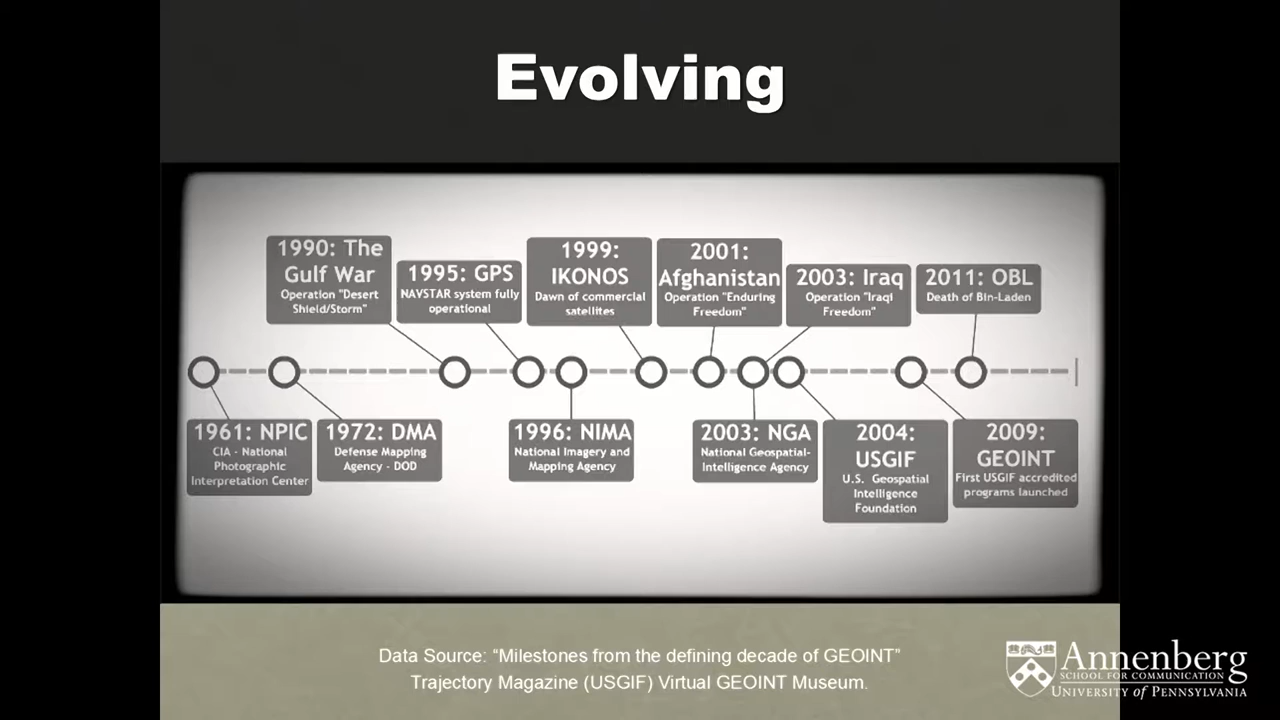 Evolving
1990: The
Gulf War
Operation "Desert
Shield/Storm"
1995: GPS
NAVSTAR system fully
operational
1999:
IKONOS
Dawn of commercial
satellites
2001:
Afghanistan
Operation "Enduring
Freedom"
2003: Iraq
Operation "Iraqi
Freedom"
2011: OBL
Death of Bin-Laden
1961: NPIC
CIA - National
Photographic
Interpretation Center
1972: DMA
Defense Mapping
Agency - DOD
1996: NIMA
National Imagery and
Mapping Agency
2003: NGA
National Geospatial-
Intelligence Agency
2004:
USGIF
U.S. Geospatial
Intelligence
Foundation
2009:
GEOINT
First USGIF accredited
programs launched
Data Source: “Milestones from the defining decade of GEOINT”
Trajectory Magazine (USGIF) Virtual GEOINT Museum.
Annenberg
SCHOOL FOR COMMUNICATION
UNIVERSITY of PENNSYLVANIA